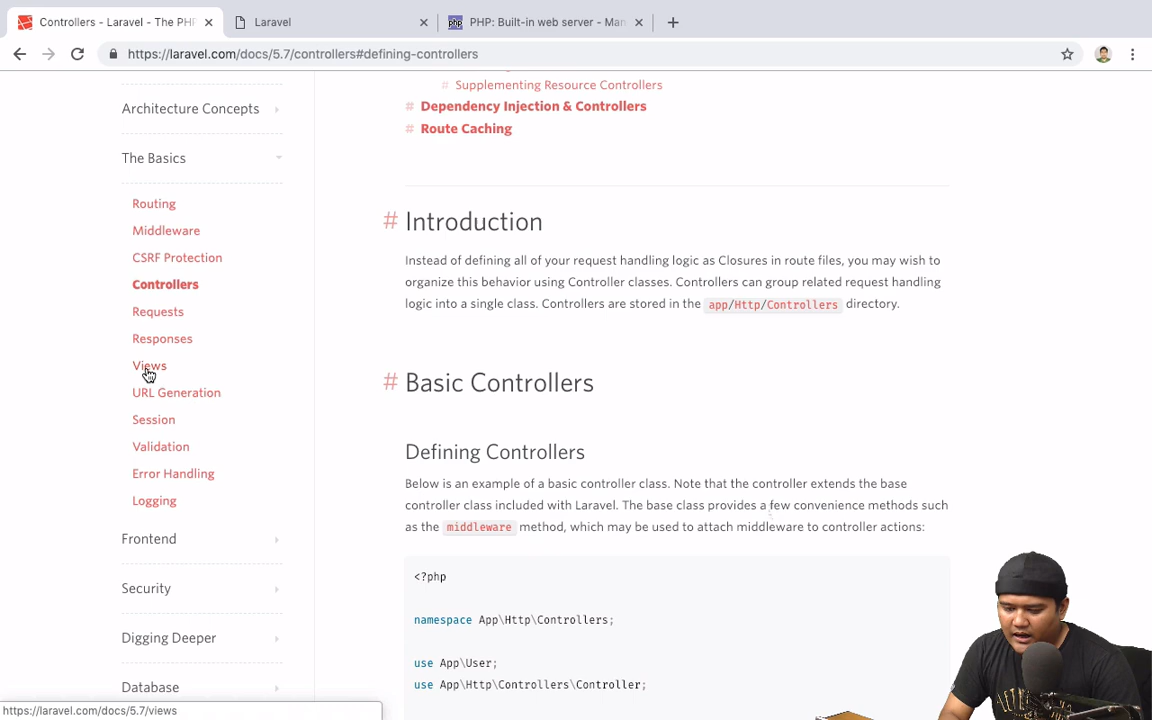 Controllers - Laravel - The PH
Laravel
PHP: Built-in web server - Man
https://laravel.com/docs/5.7/controllers#defining-controllers
# Supplementing Resource Controllers
# Dependency Injection & Controllers
# Route Caching
Architecture Concepts
The Basics
Routing
Middleware
CSRF Protection
Controllers
Requests
Responses
Views
URL Generation
Session
Validation
Error Handling
Logging
Frontend
Security
Digging Deeper
Database
# Introduction
Instead of defining all of your request handling logic as Closures in route files, you may wish to
organize this behavior using Controller classes. Controllers can group related request handling
logic into a single class. Controllers are stored in the app/Http/Controllers directory.
# Basic Controllers
Defining Controllers
Below is an example of a basic controller class. Note that the controller extends the base
controller class included with Laravel. The base class provides a few convenience methods such
as the middleware method, which may be used to attach middleware to controller actions:
<?php
namespace App\Http\Controllers;
use App\User;
use App\Http\Controllers\Controller;
https://laravel.com/docs/5.7/views